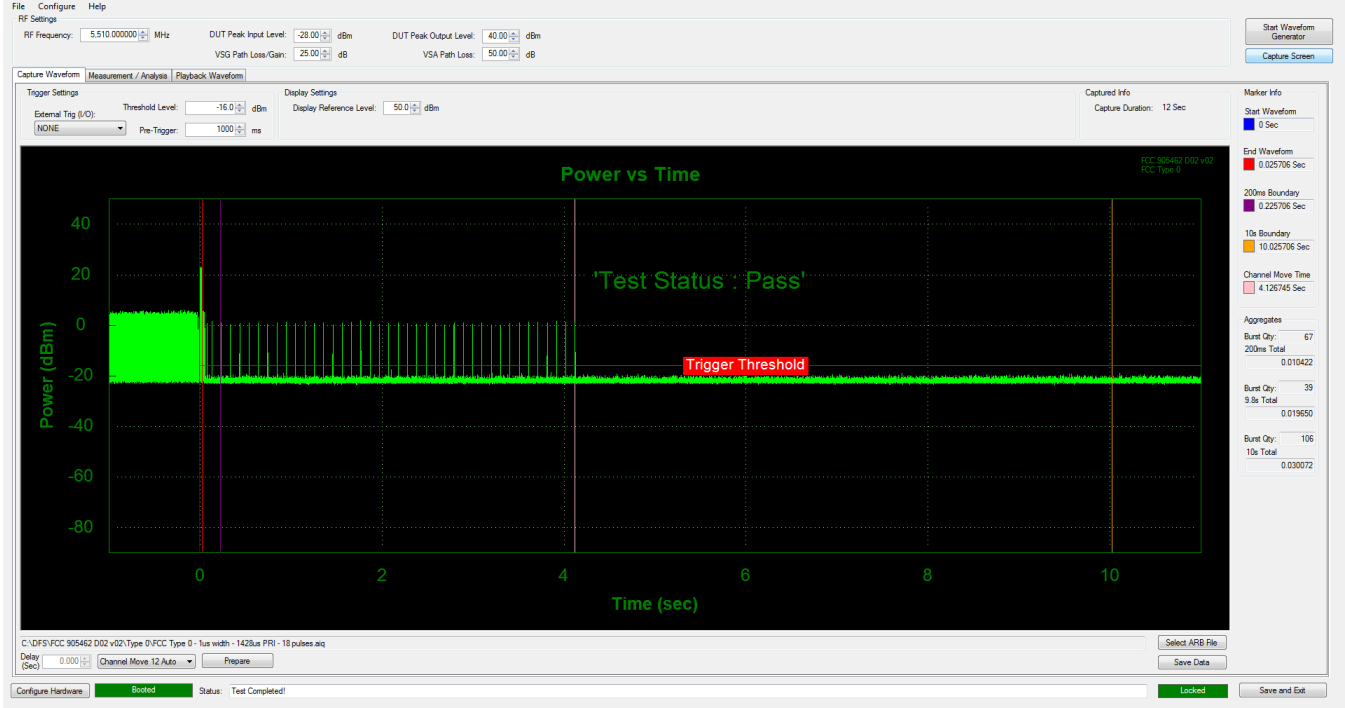 File Configure Help
RF Settings
RF Frequency: 5,510.000000 MHz DUT Peak Input Level: -28.00 dBm DUT Peak Output Level: 40.00 dBm
VSG Path Loss/Gain: 25.00 dB VSA Path Loss: 50.00 dB
Start Waveform
Generator
Capture Screen
Capture Waveform Measurement / Analysis Playback Waveform
Trigger Settings
External Trig (I/O):
NONE
Threshold Level: -16.0 dBm
Pre-Trigger: 1000 ms
Display Settings
Display Reference Level: 50.0 dBm
Captured Info
Capture Duration: 12 Sec
Marker Info
Start Waveform
0 Sec
End Waveform
0.025706 Sec
200ms Boundary
0.225706 Sec
10s Boundary
10.025706 Sec
Channel Move Time
4.126745 Sec
Aggregates
Burst Qty: 67
200ms Total
0.010422
Burst Qty: 39
9.8s Total
0.019650
Burst Qty: 106
10s Total
0.030072
Power vs Time
FCC 905462 D02 v02
FCC Type 0
'Test Status : Pass'
Trigger Threshold
Power (dBm)
40
20
0
-20
-40
-60
-80
0 2 4 6 8 10
Time (sec)
C:\DFS\FCC 905462 D02 v02\Type 0\FCC Type 0 - 1us width - 1428us PRI - 18 pulses.aiq
Select ARB File
Delay
(Sec) 0.000 Channel Move 12 Auto Prepare
Save Data
Configure Hardware Booted Status: Test Completed! Locked Save and Exit